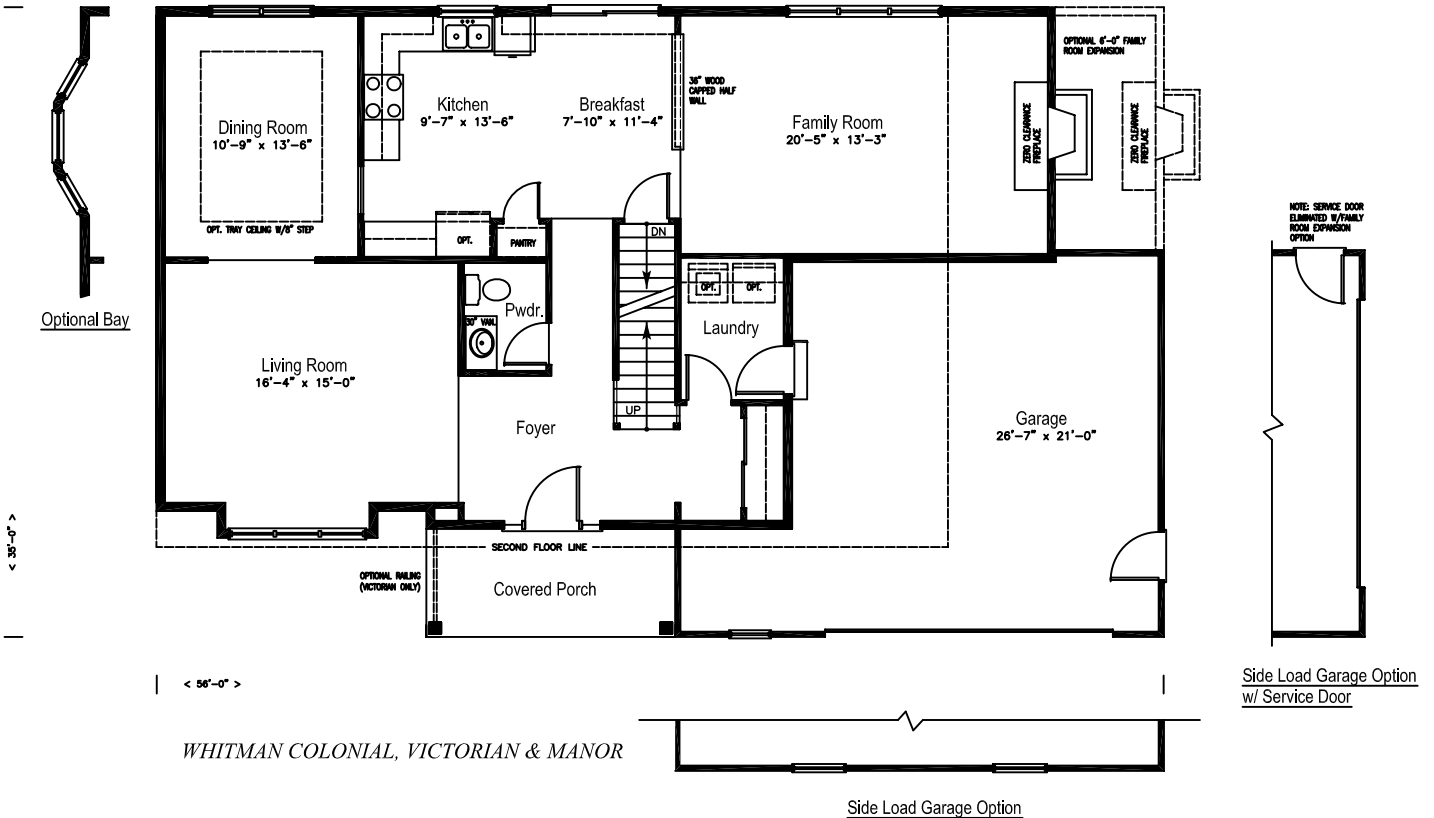 OPTIONAL 6'-0" FAMILY
ROOM EXPANSION
36" WOOD
CAPPED HALF
WALL
Kitchen
9'-7" x 13'-6"
Breakfast
7'-10" x 11'-4"
Dining Room
10'-9" x 13'-6"
Family Room
20'-5" x 13'-3"
ZERO CLEARANCE
FIREPLACE
ZERO CLEARANCE
FIREPLACE
OPT. TRAY CEILING W/8" STEP
OPT.
PANTRY
DN
NOTE: SERVICE DOOR
ELIMINATED W/FAMILY
ROOM EXPANSION
OPTION
Optional Bay
Pwdr.
30" VAN.
OPT.
OPT.
Laundry
Living Room
16'-4" x 15'-0"
UP
Foyer
Garage
26'-7" x 21'-0"
< 35'-0" >
SECOND FLOOR LINE
OPTIONAL RAILING
(VICTORIAN ONLY)
Covered Porch
< 56'-0" >
Side Load Garage Option
w/ Service Door
WHITMAN COLONIAL, VICTORIAN & MANOR
Side Load Garage Option